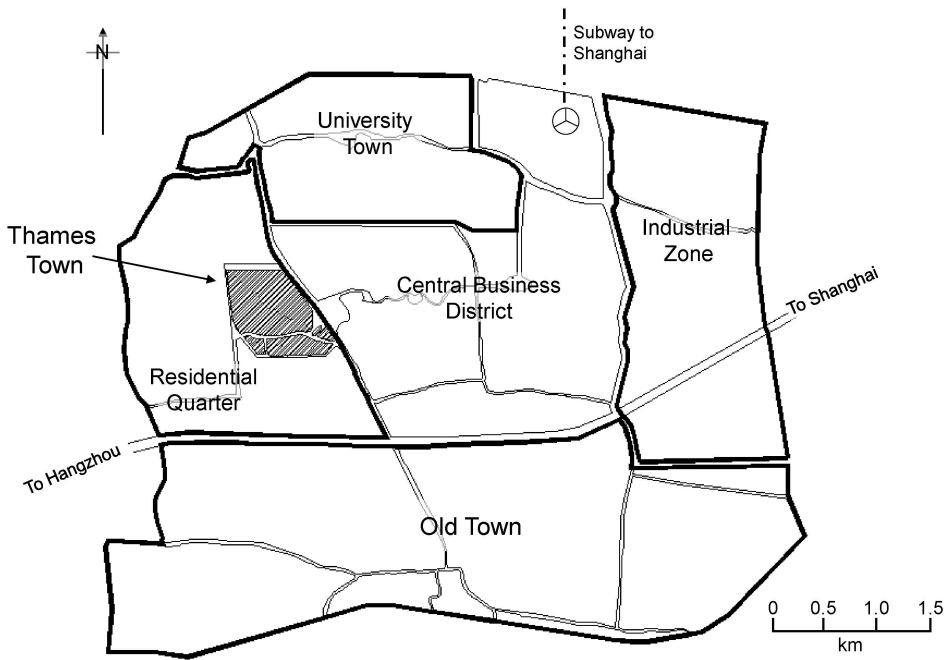 N
Subway to
Shanghai
University
Town
Thames
Town
Industrial
Zone
Central Business
District
To Shanghai
Residential
Quarter
To Hangzhou
Old Town
0 0.5 1.0 1.5
km